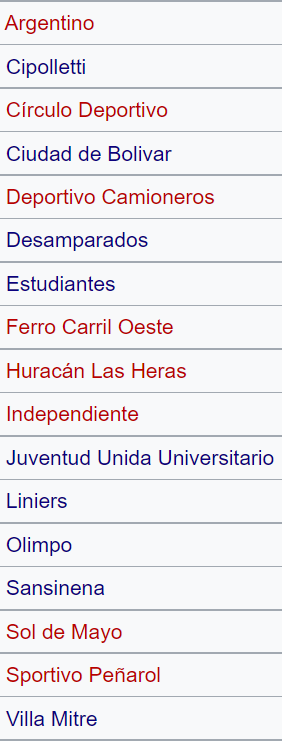 Argentino
Cipolletti
Círculo Deportivo
Ciudad de Bolivar
Deportivo Camioneros
Desamparados
Estudiantes
Ferro Carril Oeste
Huracán Las Heras
Independiente
Juventud Unida Universitario
Liniers
Olimpo
Sansinena
Sol de Mayo
Sportivo Peñarol
Villa Mitre